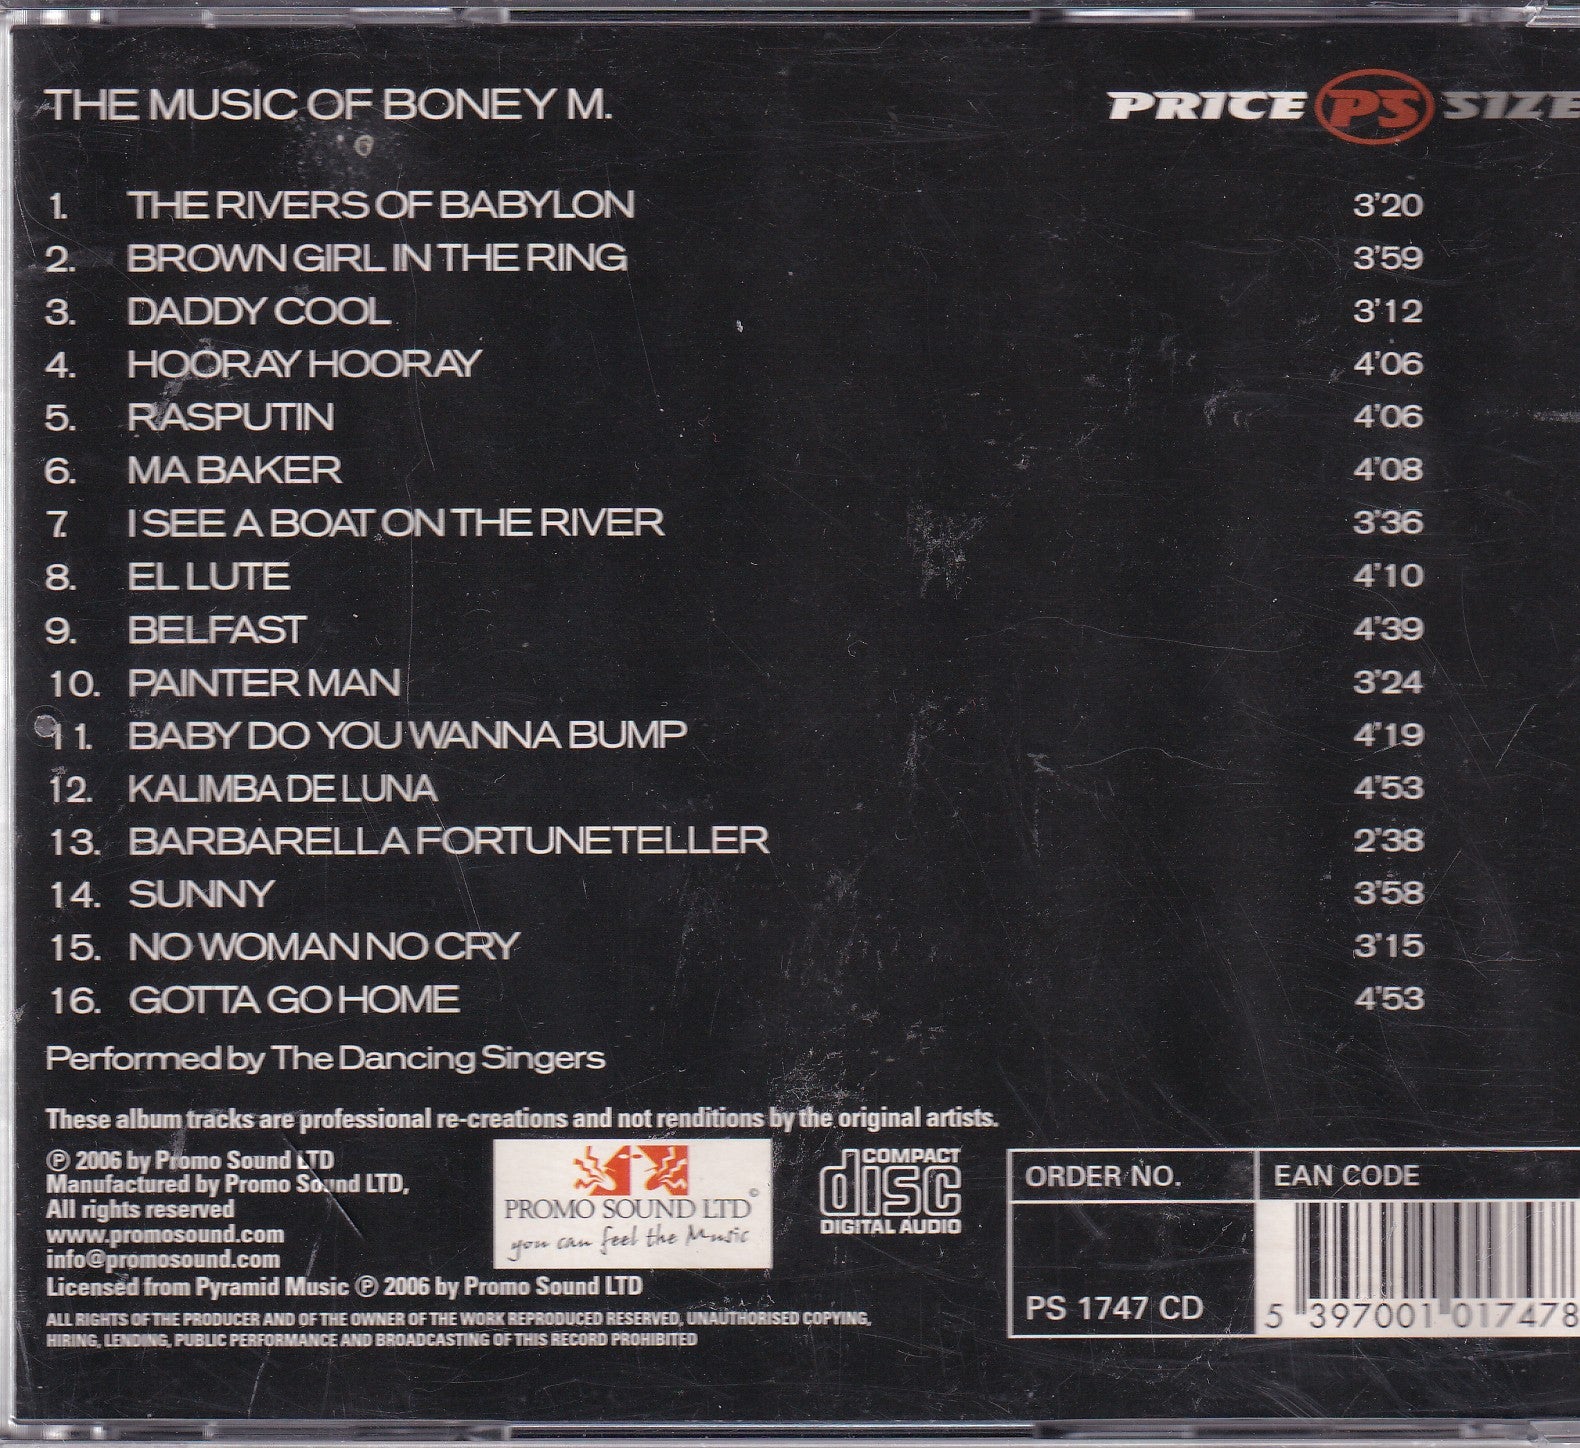 THE MUSIC OF BONEY M.
PRICE PS SIZE
1. THE RIVERS OF BABYLON 3'20
2. BROWN GIRL IN THE RING 3'59
3. DADDY COOL 3'12
4. HOORAY HOORAY 4'06
5. RASPUTIN 4'06
6. MA BAKER 4'08
7. I SEE A BOAT ON THE RIVER 3'36
8. EL LUTE 4'10
9. BELFAST 4'39
10. PAINTER MAN 3'24
11. BABY DO YOU WANNA BUMP 4'19
12. KALIMBA DE LUNA 4'53
13. BARBARELLA FORTUNETELLER 2'38
14. SUNNY 3'58
15. NO WOMAN NO CRY 3'15
16. GOTTA GO HOME 4'53
Performed by The Dancing Singers
These album tracks are professional re-creations and not renditions by the original artists.
℗ 2006 by Promo Sound LTD
Manufactured by Promo Sound LTD,
All rights reserved
www.promosound.com
info@promosound.com
Licensed from Pyramid Music ℗ 2006 by Promo Sound LTD
ALL RIGHTS OF THE PRODUCER AND OF THE OWNER OF THE WORK REPRODUCED RESERVED, UNAUTHORISED COPYING,
HIRING, LENDING, PUBLIC PERFORMANCE AND BROADCASTING OF THIS RECORD PROHIBITED
PROMO SOUND LTD©
you can feel the Music
COMPACT
disc
DIGITAL AUDIO
ORDER NO.
PS 1747 CD
EAN CODE
5 397001 017478